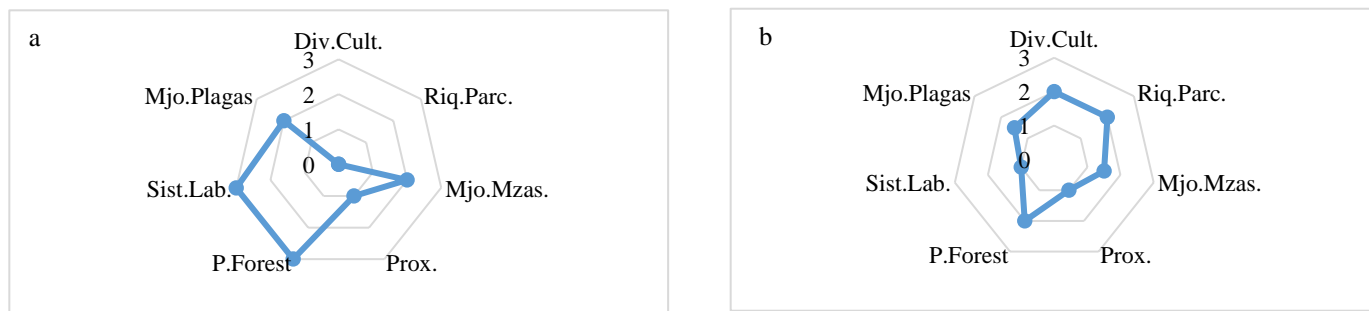 a
Div.Cult.
3
Mjo.Plagas
Riq.Parc.
2
1
0
Sist.Lab.
Mjo.Mzas.
P.Forest
Prox.
b
Div.Cult.
3
Mjo.Plagas
Riq.Parc.
2
1
0
Sist.Lab.
Mjo.Mzas.
P.Forest
Prox.